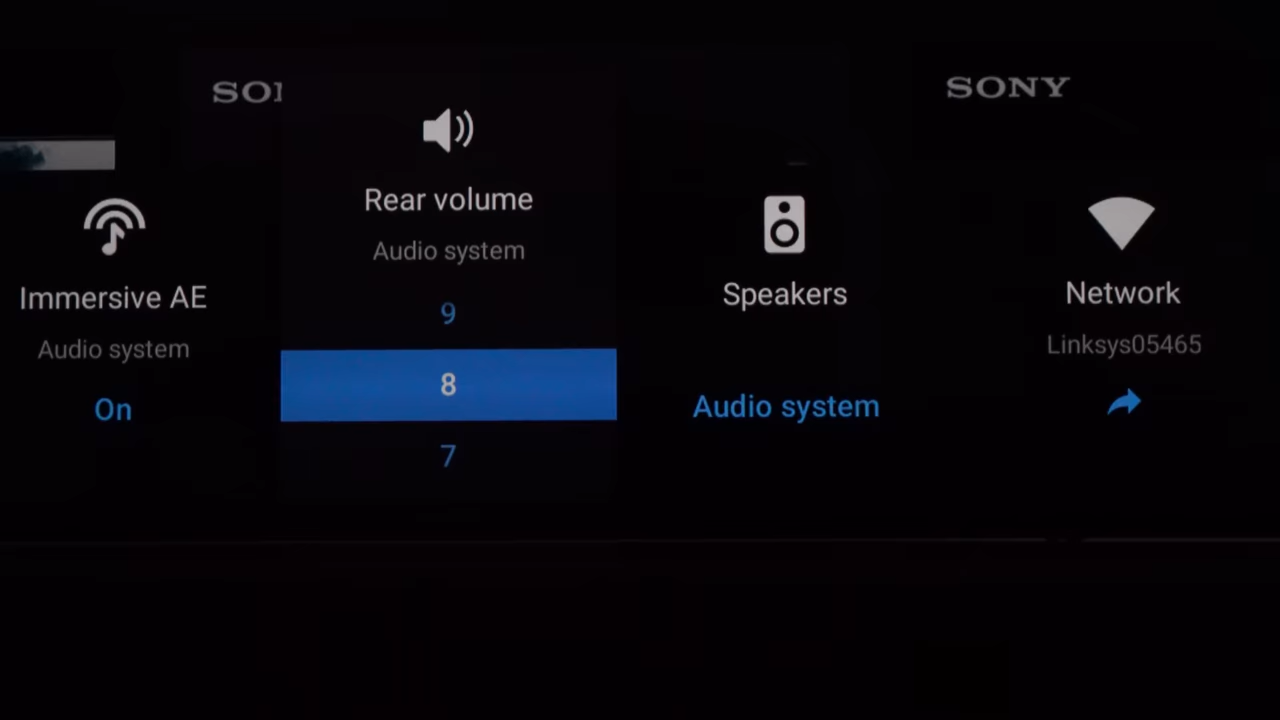 SONY
Immersive AE
Audio system
On
Rear volume
Audio system
9
8
7
Speakers
Audio system
Network
Linksys05465